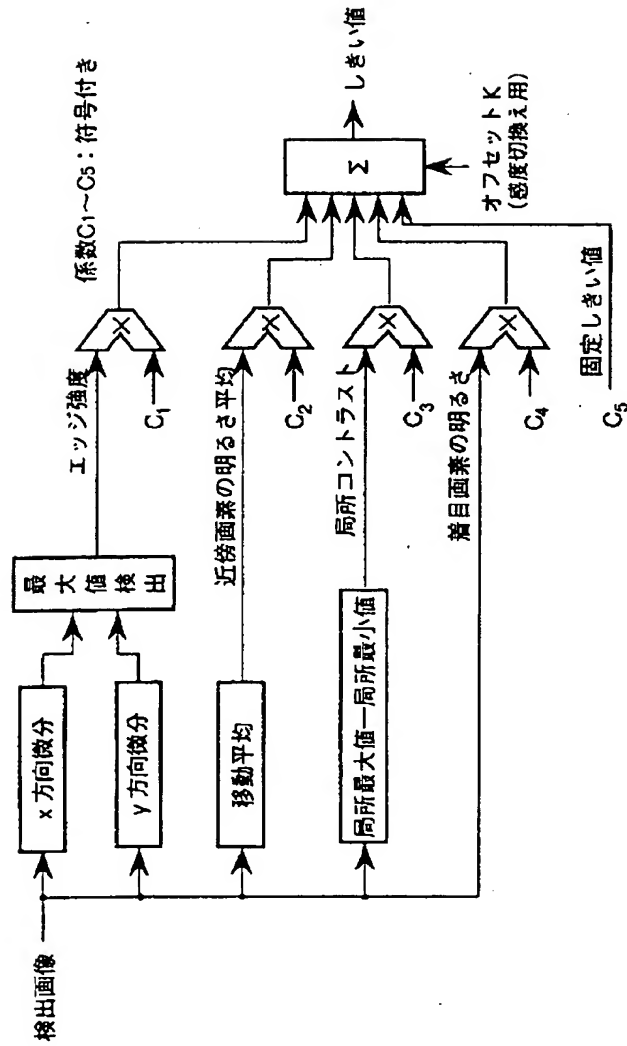 検出画像
x方向微分
y方向微分
最大値検出
エッジ強度
係数C1～C5：符号付き
×
C1
移動平均
近傍画素の明るさ平均
×
C2
局所最大値ー局所最小値
局所コントラスト
×
C3
着目画素の明るさ
×
C4
固定しきい値
C5
Σ
しきい値
オフセットK
(感度切換え用)